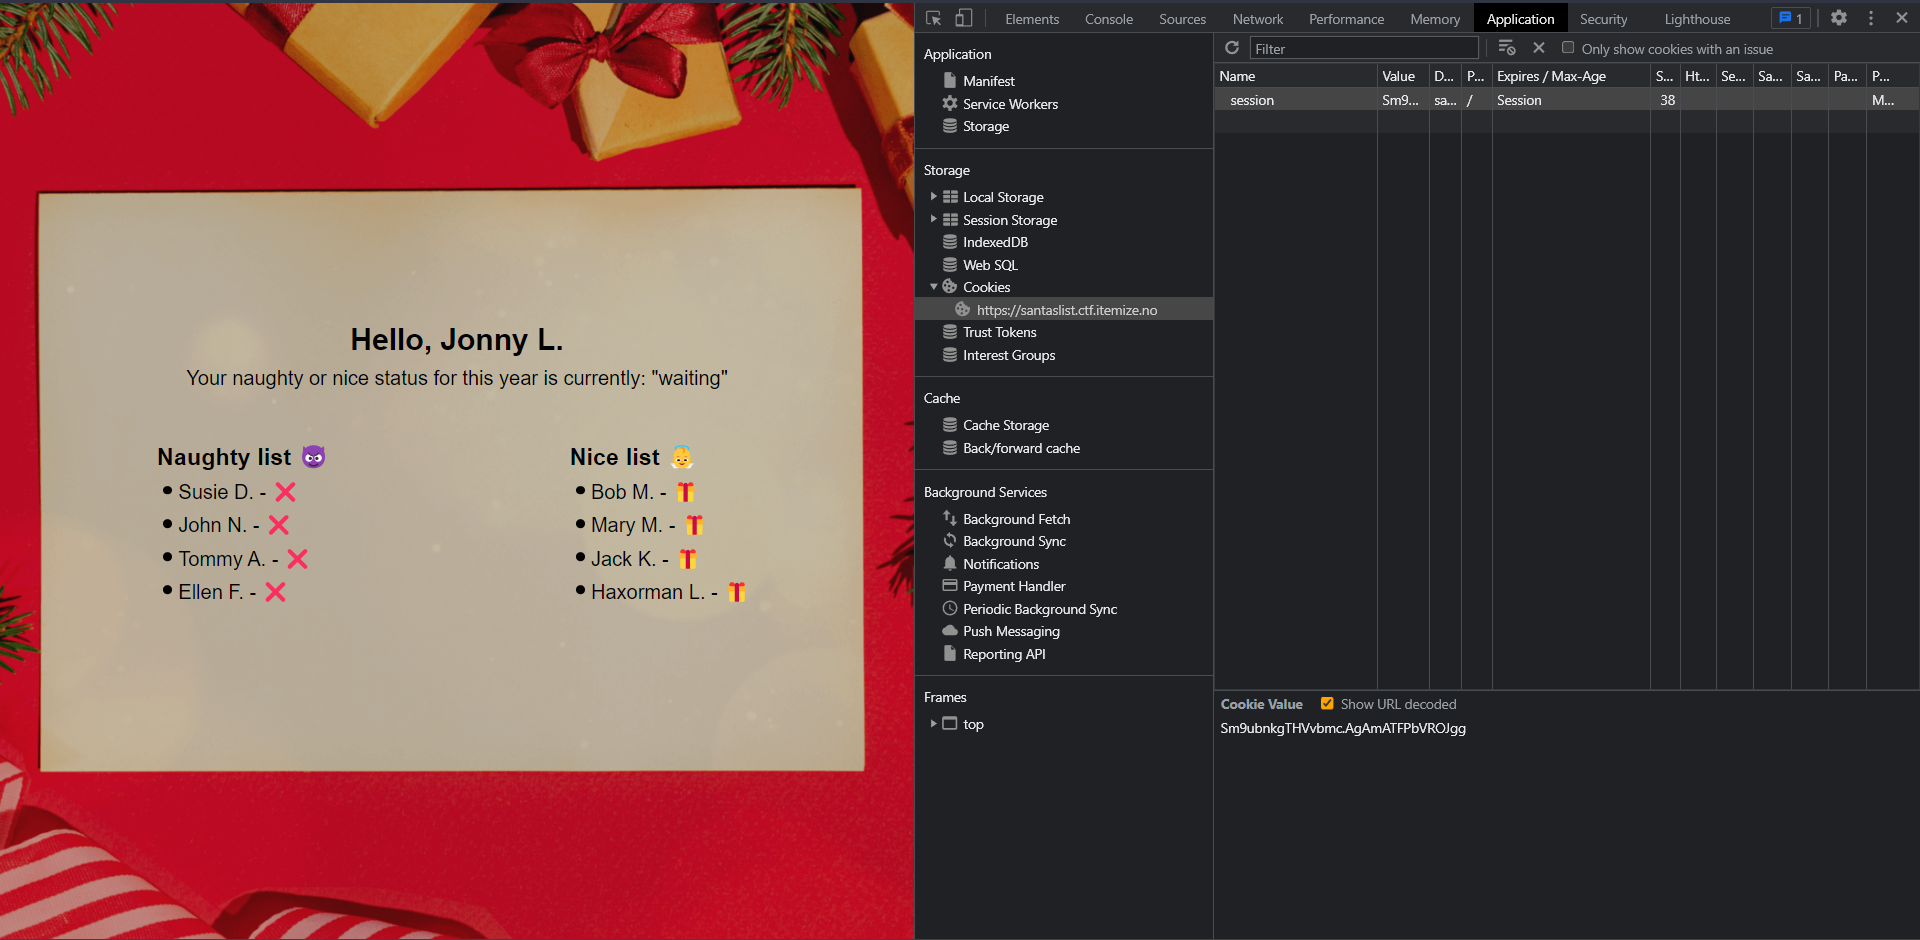 Hello, Jonny L.
Your naughty or nice status for this year is currently: "waiting"
Naughty list 😈
• Susie D. - ❌
• John N. - ❌
• Tommy A. - ❌
• Ellen F. - ❌
Nice list 👼
• Bob M. - 🎁
• Mary M. - 🎁
• Jack K. - 🎁
• Haxorman L. - 🎁
Elements Console Sources Network Performance Memory Application Security Lighthouse 1
Application
Manifest
Service Workers
Storage
Storage
Local Storage
Session Storage
IndexedDB
Web SQL
Cookies
https://santaslist.ctf.itemize.no
Trust Tokens
Interest Groups
Cache
Cache Storage
Back/forward cache
Background Services
Background Fetch
Background Sync
Notifications
Payment Handler
Periodic Background Sync
Push Messaging
Reporting API
Frames
top
Filter Only show cookies with an issue
Name Value D... P... Expires / Max-Age S... Ht... Se... Sa... Sa... Pa... P...
session Sm9... sa... / Session 38 M...
Cookie Value Show URL decoded
Sm9ubnkgTHVvbmc.AgAmATFPbVROJgg